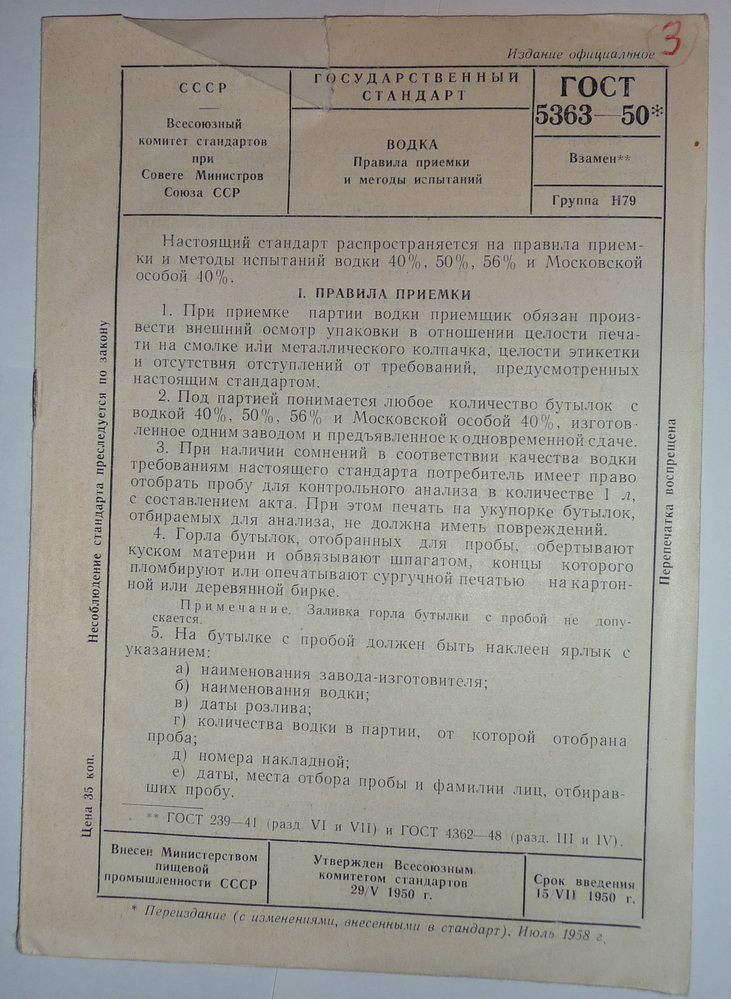 Издание официальное
3
СССР
Всесоюзный
комитет стандартов
при
Совете Министров
Союза ССР
ГОСУДАРСТВЕННЫЙ
СТАНДАРТ
ВОДКА
Правила приемки
и методы испытаний
ГОСТ
5363—50*
Взамен**
Группа Н79
Настоящий стандарт распространяется на правила прием-
ки и методы испытаний водки 40%, 50%, 56% и Московской
особой 40%.
I. ПРАВИЛА ПРИЕМКИ
1. При приемке партии водки приемщик обязан произ-
вести внешний осмотр упаковки в отношении целости печа-
ти на смолке или металлического колпачка, целости этикетки
и отсутствия отступлений от требований, предусмотренных
настоящим стандартом.
2. Под партией понимается любое количество бутылок с
водкой 40%, 50%, 56% и Московской особой 40%, изготов-
ленное одним заводом и предъявленное к одновременной сдаче.
3. При наличии сомнений в соответствии качества водки
требованиям настоящего стандарта потребитель имеет право
отобрать пробу для контрольного анализа в количестве 1 л,
с составлением акта. При этом печать на укупорке бутылок,
отбираемых для анализа, не должна иметь повреждений.
4. Горла бутылок, отобранных для пробы, обертывают
куском материи и обвязывают шпагатом, концы которого
пломбируют или опечатывают сургучной печатью на картон-
ной или деревянной бирке.
Примечание. Заливка горла бутылки с пробой не допу-
скается.
5. На бутылке с пробой должен быть наклеен ярлык с
указанием:
а) наименования завода-изготовителя;
б) наименования водки;
в) даты розлива;
г) количества водки в партии, от которой отобрана
проба;
д) номера накладной;
е) даты, места отбора пробы и фамилии лиц, отбирав-
ших пробу.
** ГОСТ 239—41 (разд. VI и VII) и ГОСТ 4362—48 (разд. III и IV).
Внесен Министерством
пищевой
промышленности СССР
Утвержден Всесоюзным
комитетом стандартов
29/V 1950 г.
Срок введения
15/VII 1950 г.
* Переиздание (с изменениями, внесенными в стандарт). Июль 1958 г.
Несоблюдение стандарта преследуется по закону
Цена 35 коп.
Перепечатка воспрещена